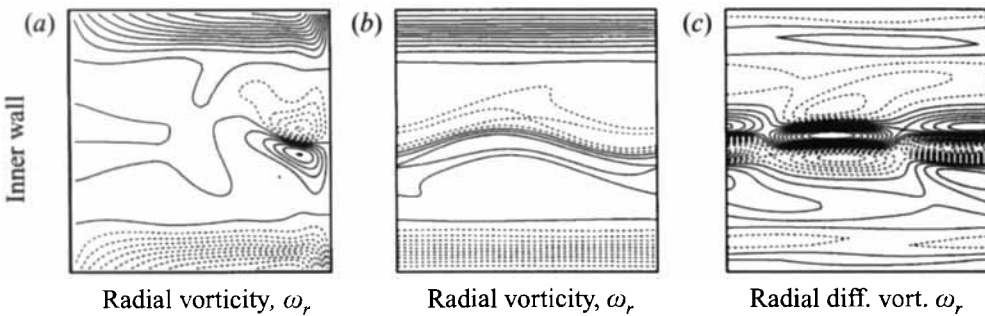 (a) (b) (c)
Inner wall
Radial vorticity, ω_r Radial vorticity, ω_r Radial diff. vort. ω_r